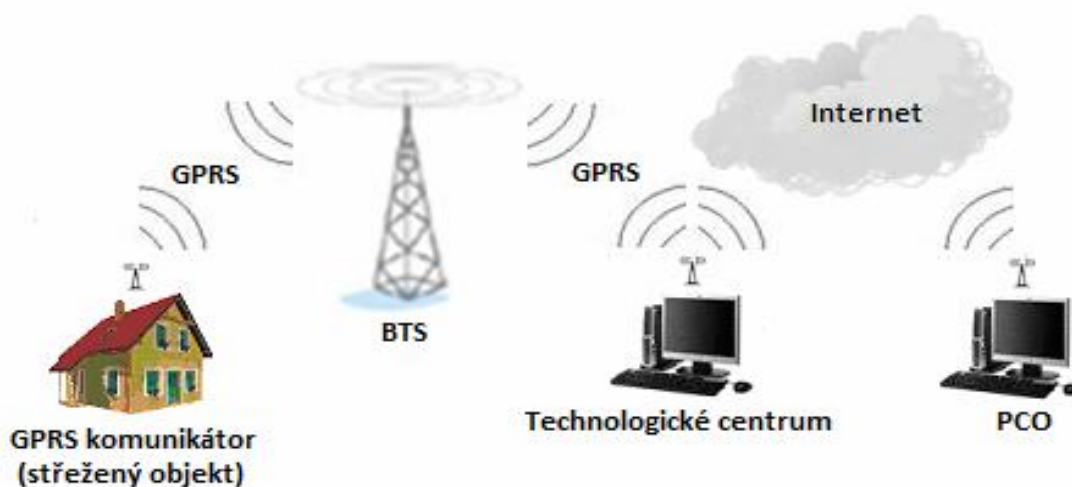 Internet
GPRS
GPRS
BTS
Technologické centrum
PCO
GPRS komunikátor
(střežený objekt)